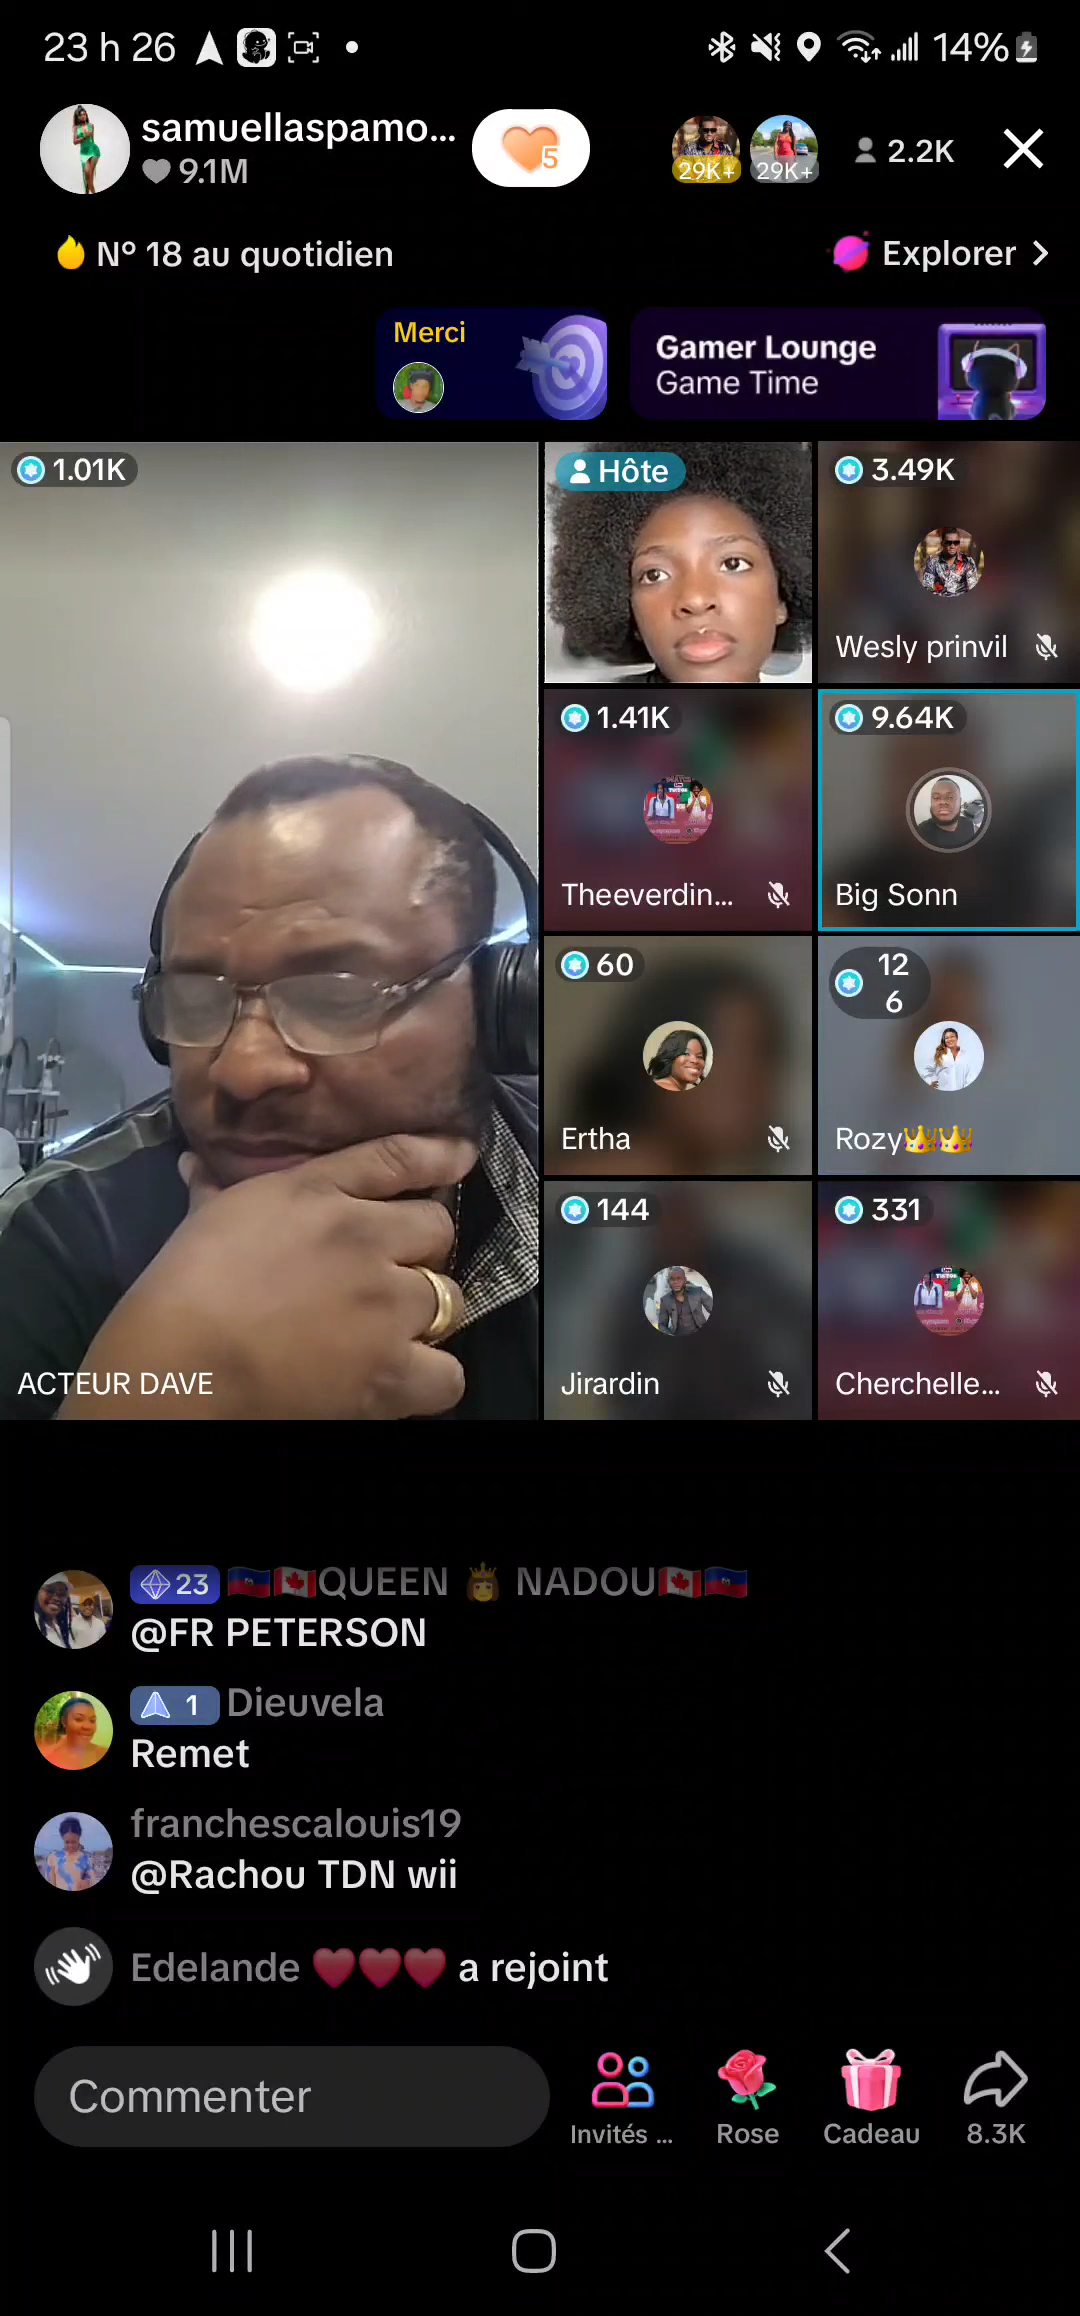 23 h 26
14%
samuellaspamo...
9.1M
5
29K+
29K+
2.2K
N° 18 au quotidien
Explorer
Merci
Gamer Lounge
Game Time
1.01K
Hôte
3.49K
Wesly prinvil
1.41K
9.64K
Theeverdin...
Big Sonn
60
12
6
Ertha
Rozy👑👑
144
331
ACTEUR DAVE
Jirardin
Cherchelle...
23 🇭🇹🇨🇦QUEEN 👸 NADOU🇨🇦🇭🇹
@FR PETERSON
1 Dieuvela
Remet
franchescalouis19
@Rachou TDN wii
Edelande ❤️❤️❤️ a rejoint
Commenter
Invités ...
Rose
Cadeau
8.3K